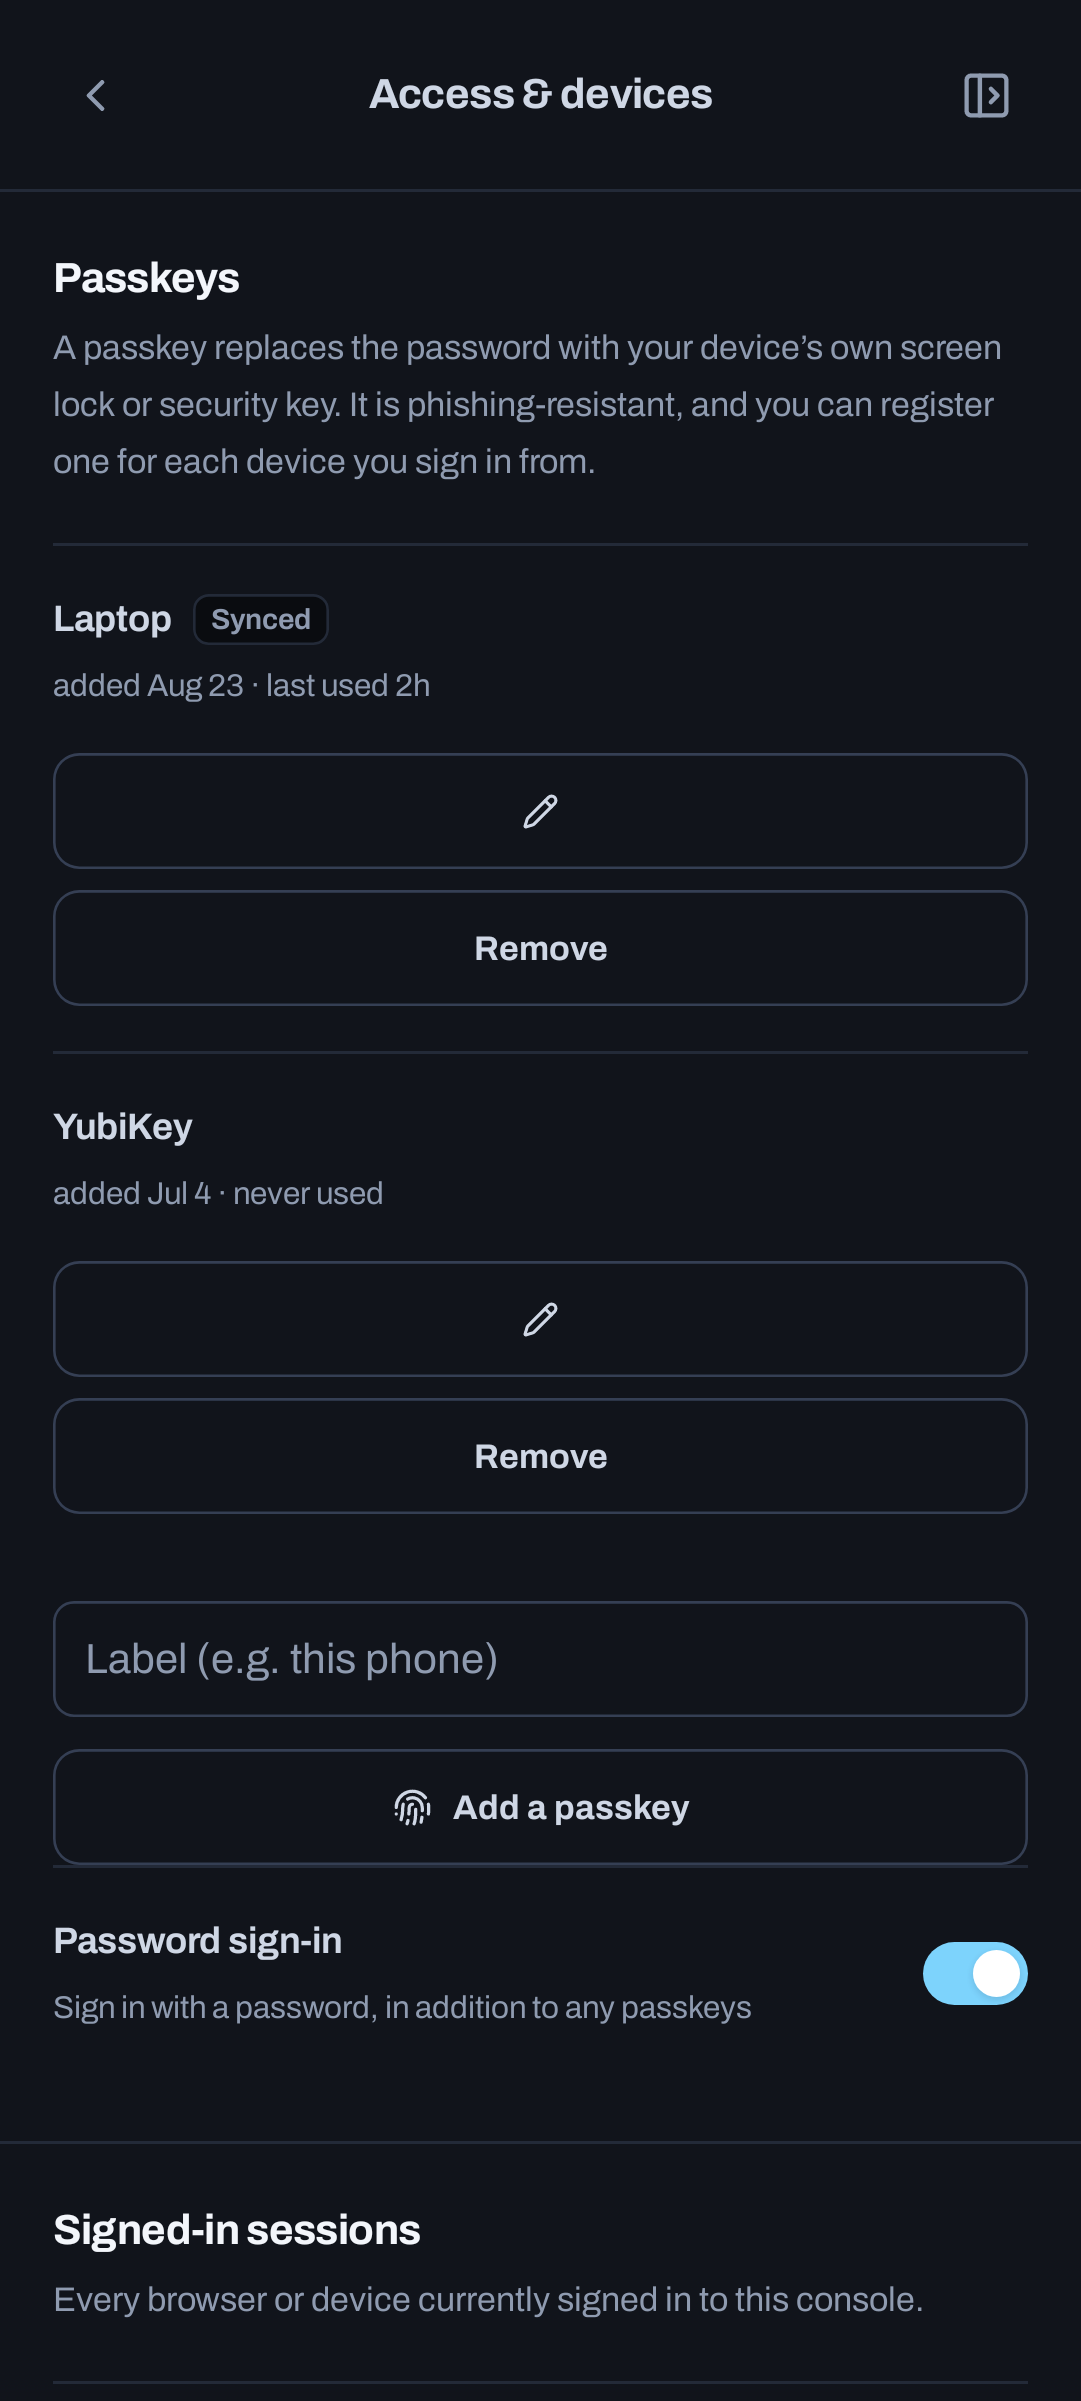 Access & devices
Passkeys
A passkey replaces the password with your device’s own screen
lock or security key. It is phishing-resistant, and you can register
one for each device you sign in from.
Laptop Synced
added Aug 23 · last used 2h
Remove
YubiKey
added Jul 4 · never used
Remove
Label (e.g. this phone)
Add a passkey
Password sign-in
Sign in with a password, in addition to any passkeys
Signed-in sessions
Every browser or device currently signed in to this console.